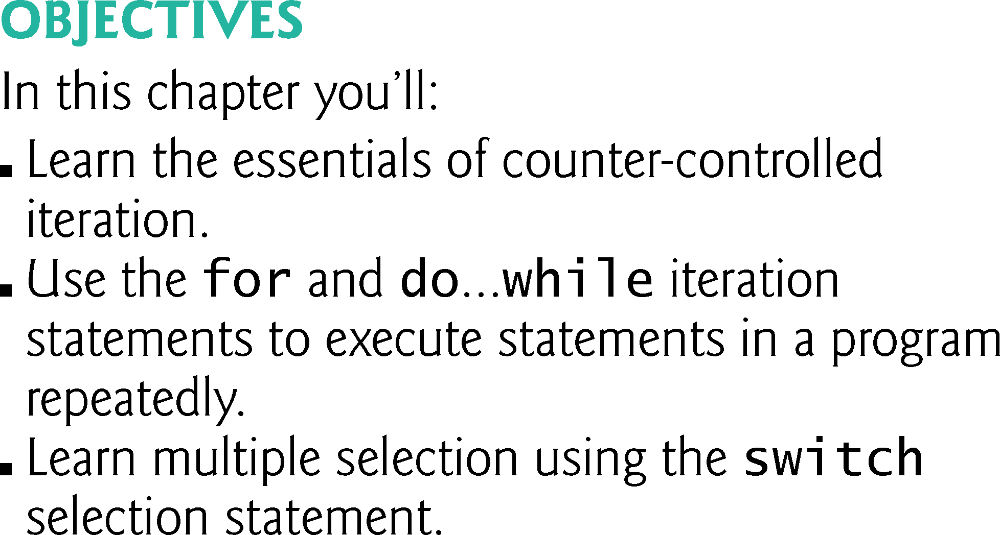 OBJECTIVES
In this chapter you’ll:
■ Learn the essentials of counter-controlled
iteration.
■ Use the for and do…while iteration
statements to execute statements in a program
repeatedly.
■ Learn multiple selection using the switch
selection statement.